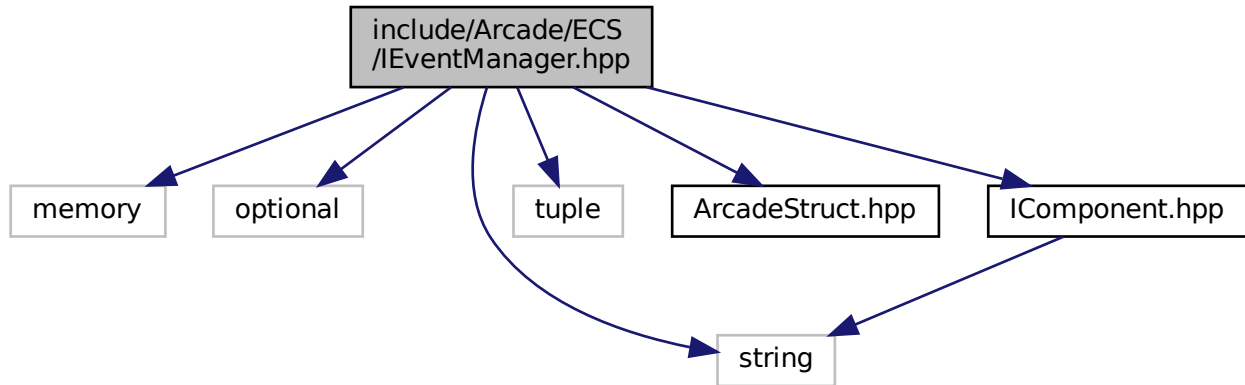 include/Arcade/ECS
/IEventManager.hpp
memory
optional
tuple
ArcadeStruct.hpp
IComponent.hpp
string